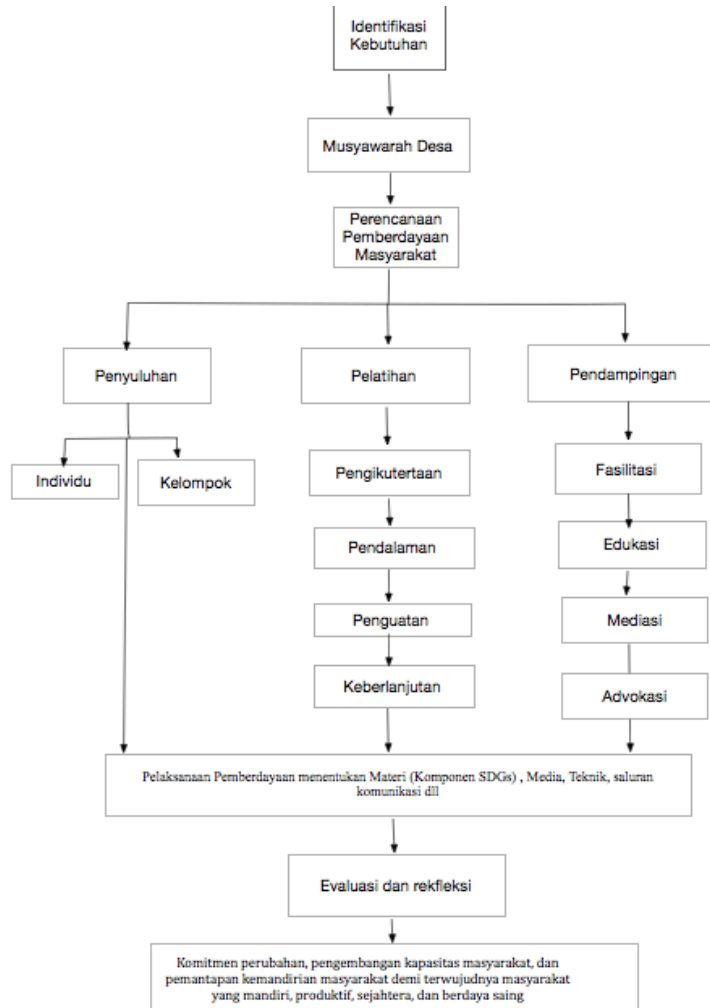 Identifikasi
Kebutuhan
Musyawarah Desa
Perencanaan
Pemberdayaan
Masyarakat
Penyuluhan
Pelatihan
Pendampingan
Individu
Kelompok
Pengikutertaan
Fasilitasi
Pendalaman
Edukasi
Penguatan
Mediasi
Keberlanjutan
Advokasi
Pelaksanaan Pemberdayaan menentukan Materi (Komponen SDGs) , Media, Teknik, saluran
komunikasi dll
Evaluasi dan rekfleksi
Komitmen perubahan, pengembangan kapasitas masyarakat, dan
pemantapan kemandirian masyarakat demi terwujudnya masyarakat
yang mandiri, produktif, sejahtera, dan berdaya saing